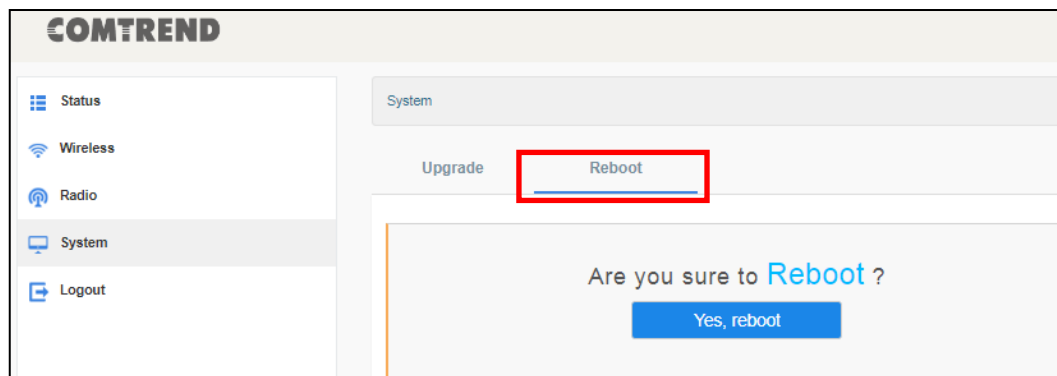 COMTREND
Status
Wireless
Radio
System
Logout
System
Upgrade Reboot
Are you sure to Reboot ?
Yes, reboot